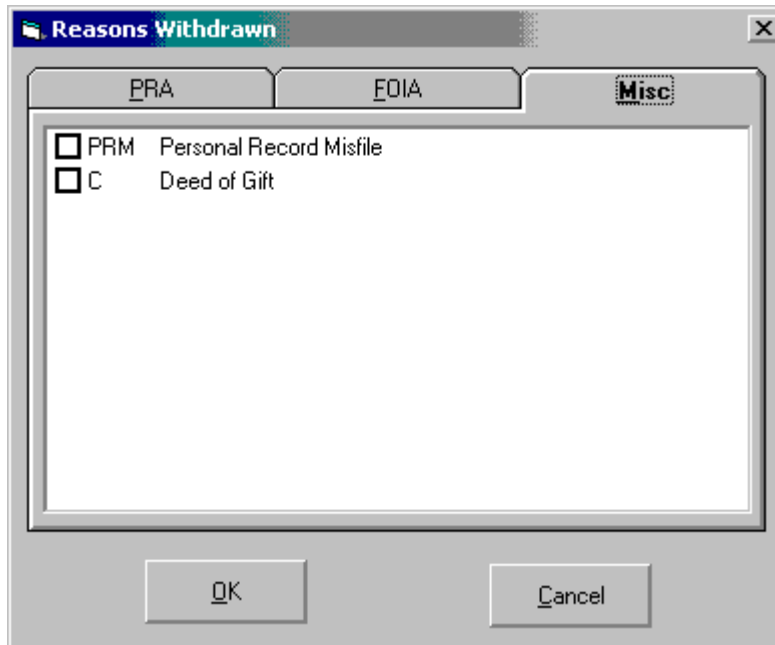 Reasons Withdrawn
PRA FOIA Misc
PRM Personal Record Misfile
C Deed of Gift
OK Cancel